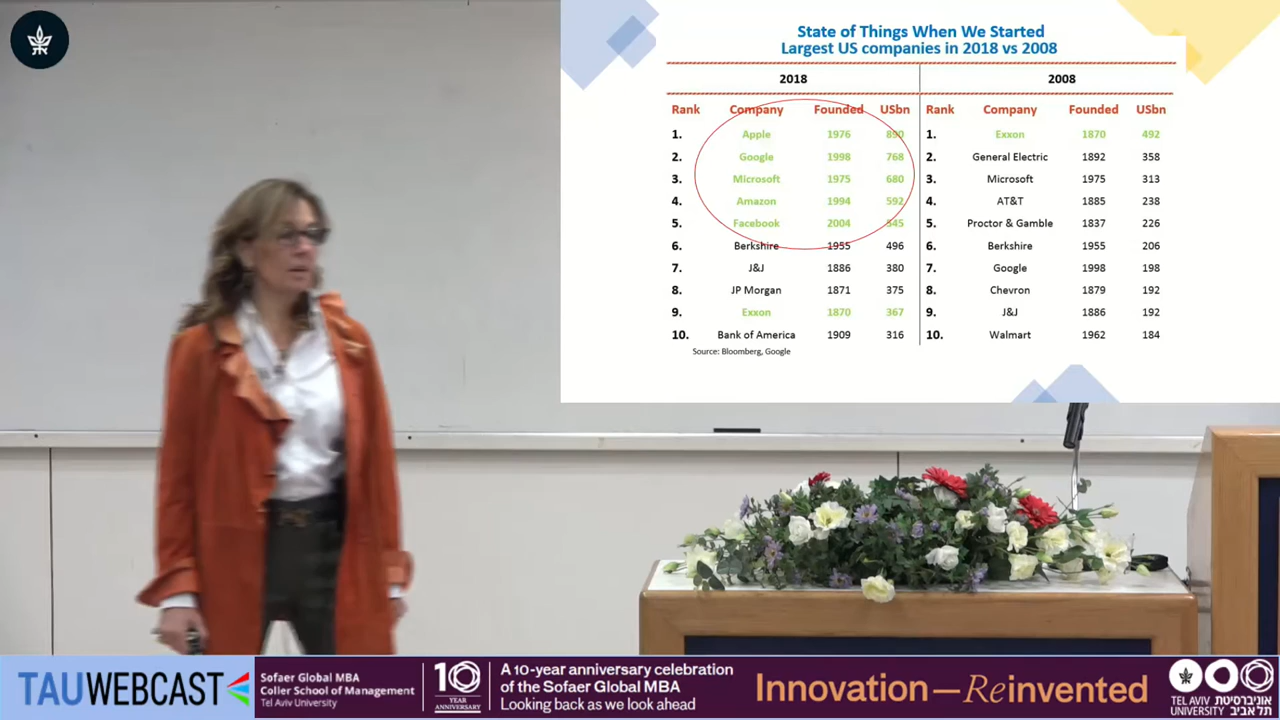 State of Things When We Started
Largest US companies in 2018 vs 2008
2018 2008
Rank Company Founded USbn Rank Company Founded USbn
1. Apple 1976 890 1. Exxon 1870 492
2. Google 1998 768 2. General Electric 1892 358
3. Microsoft 1975 680 3. Microsoft 1975 313
4. Amazon 1994 592 4. AT&T 1885 238
5. Facebook 2004 545 5. Proctor & Gamble 1837 226
6. Berkshire 1955 496 6. Berkshire 1955 206
7. J&J 1886 380 7. Google 1998 198
8. JP Morgan 1871 375 8. Chevron 1879 192
9. Exxon 1870 367 9. J&J 1886 192
10. Bank of America 1909 316 10. Walmart 1962 184
Source: Bloomberg, Google
TAUWEBCAST
Sofaer Global MBA
Coller School of Management
Tel Aviv University
10
YEAR
ANNIVERSARY
A 10-year anniversary celebration
of the Sofaer Global MBA
Looking back as we look ahead
Innovation—Reinvented
TEL AVIV
UNIVERSITY
אוניברסיטת
תל אביב